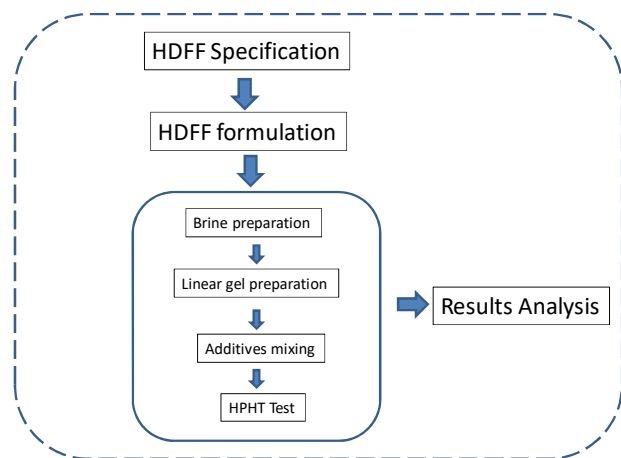 HDFF Specification
HDFF formulation
Brine preparation
Linear gel preparation
Additives mixing
HPHT Test
Results Analysis